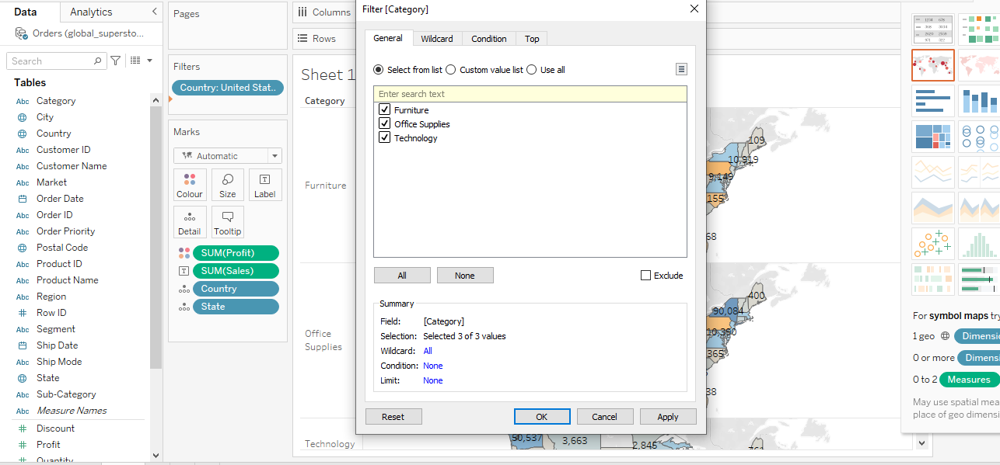 Data
Analytics
Orders (global_supersto...
Search
Tables
Abc Category
City
Country
Abc Customer ID
Abc Customer Name
Abc Market
Order Date
Abc Order ID
Abc Order Priority
Postal Code
Abc Product ID
Abc Product Name
Abc Region
# Row ID
Abc Segment
Ship Date
Abc Ship Mode
State
Abc Sub-Category
Abc Measure Names
# Discount
# Profit
# Quantity
Pages
Filters
Country: United Stat..
Marks
Automatic
Colour
Size
Label
Detail
Tooltip
SUM(Profit)
SUM(Sales)
Country
State
Columns
Rows
Sheet 1
Category
Furniture
Office
Supplies
Technology
Filter [Category]
General
Wildcard
Condition
Top
Select from list
Custom value list
Use all
Enter search text
Furniture
Office Supplies
Technology
All
None
Exclude
Summary
Field: [Category]
Selection: Selected 3 of 3 values
Wildcard: All
Condition: None
Limit: None
Reset
OK
Cancel
Apply
109
10,919
9,149
155
68
400
90,084
10,390
365
38
50,537
3,663
2,845
For symbol maps try
1 geo Dimensio
0 or more Dimensi
0 to 2 Measures
May use spatial mea
place of geo dimensi